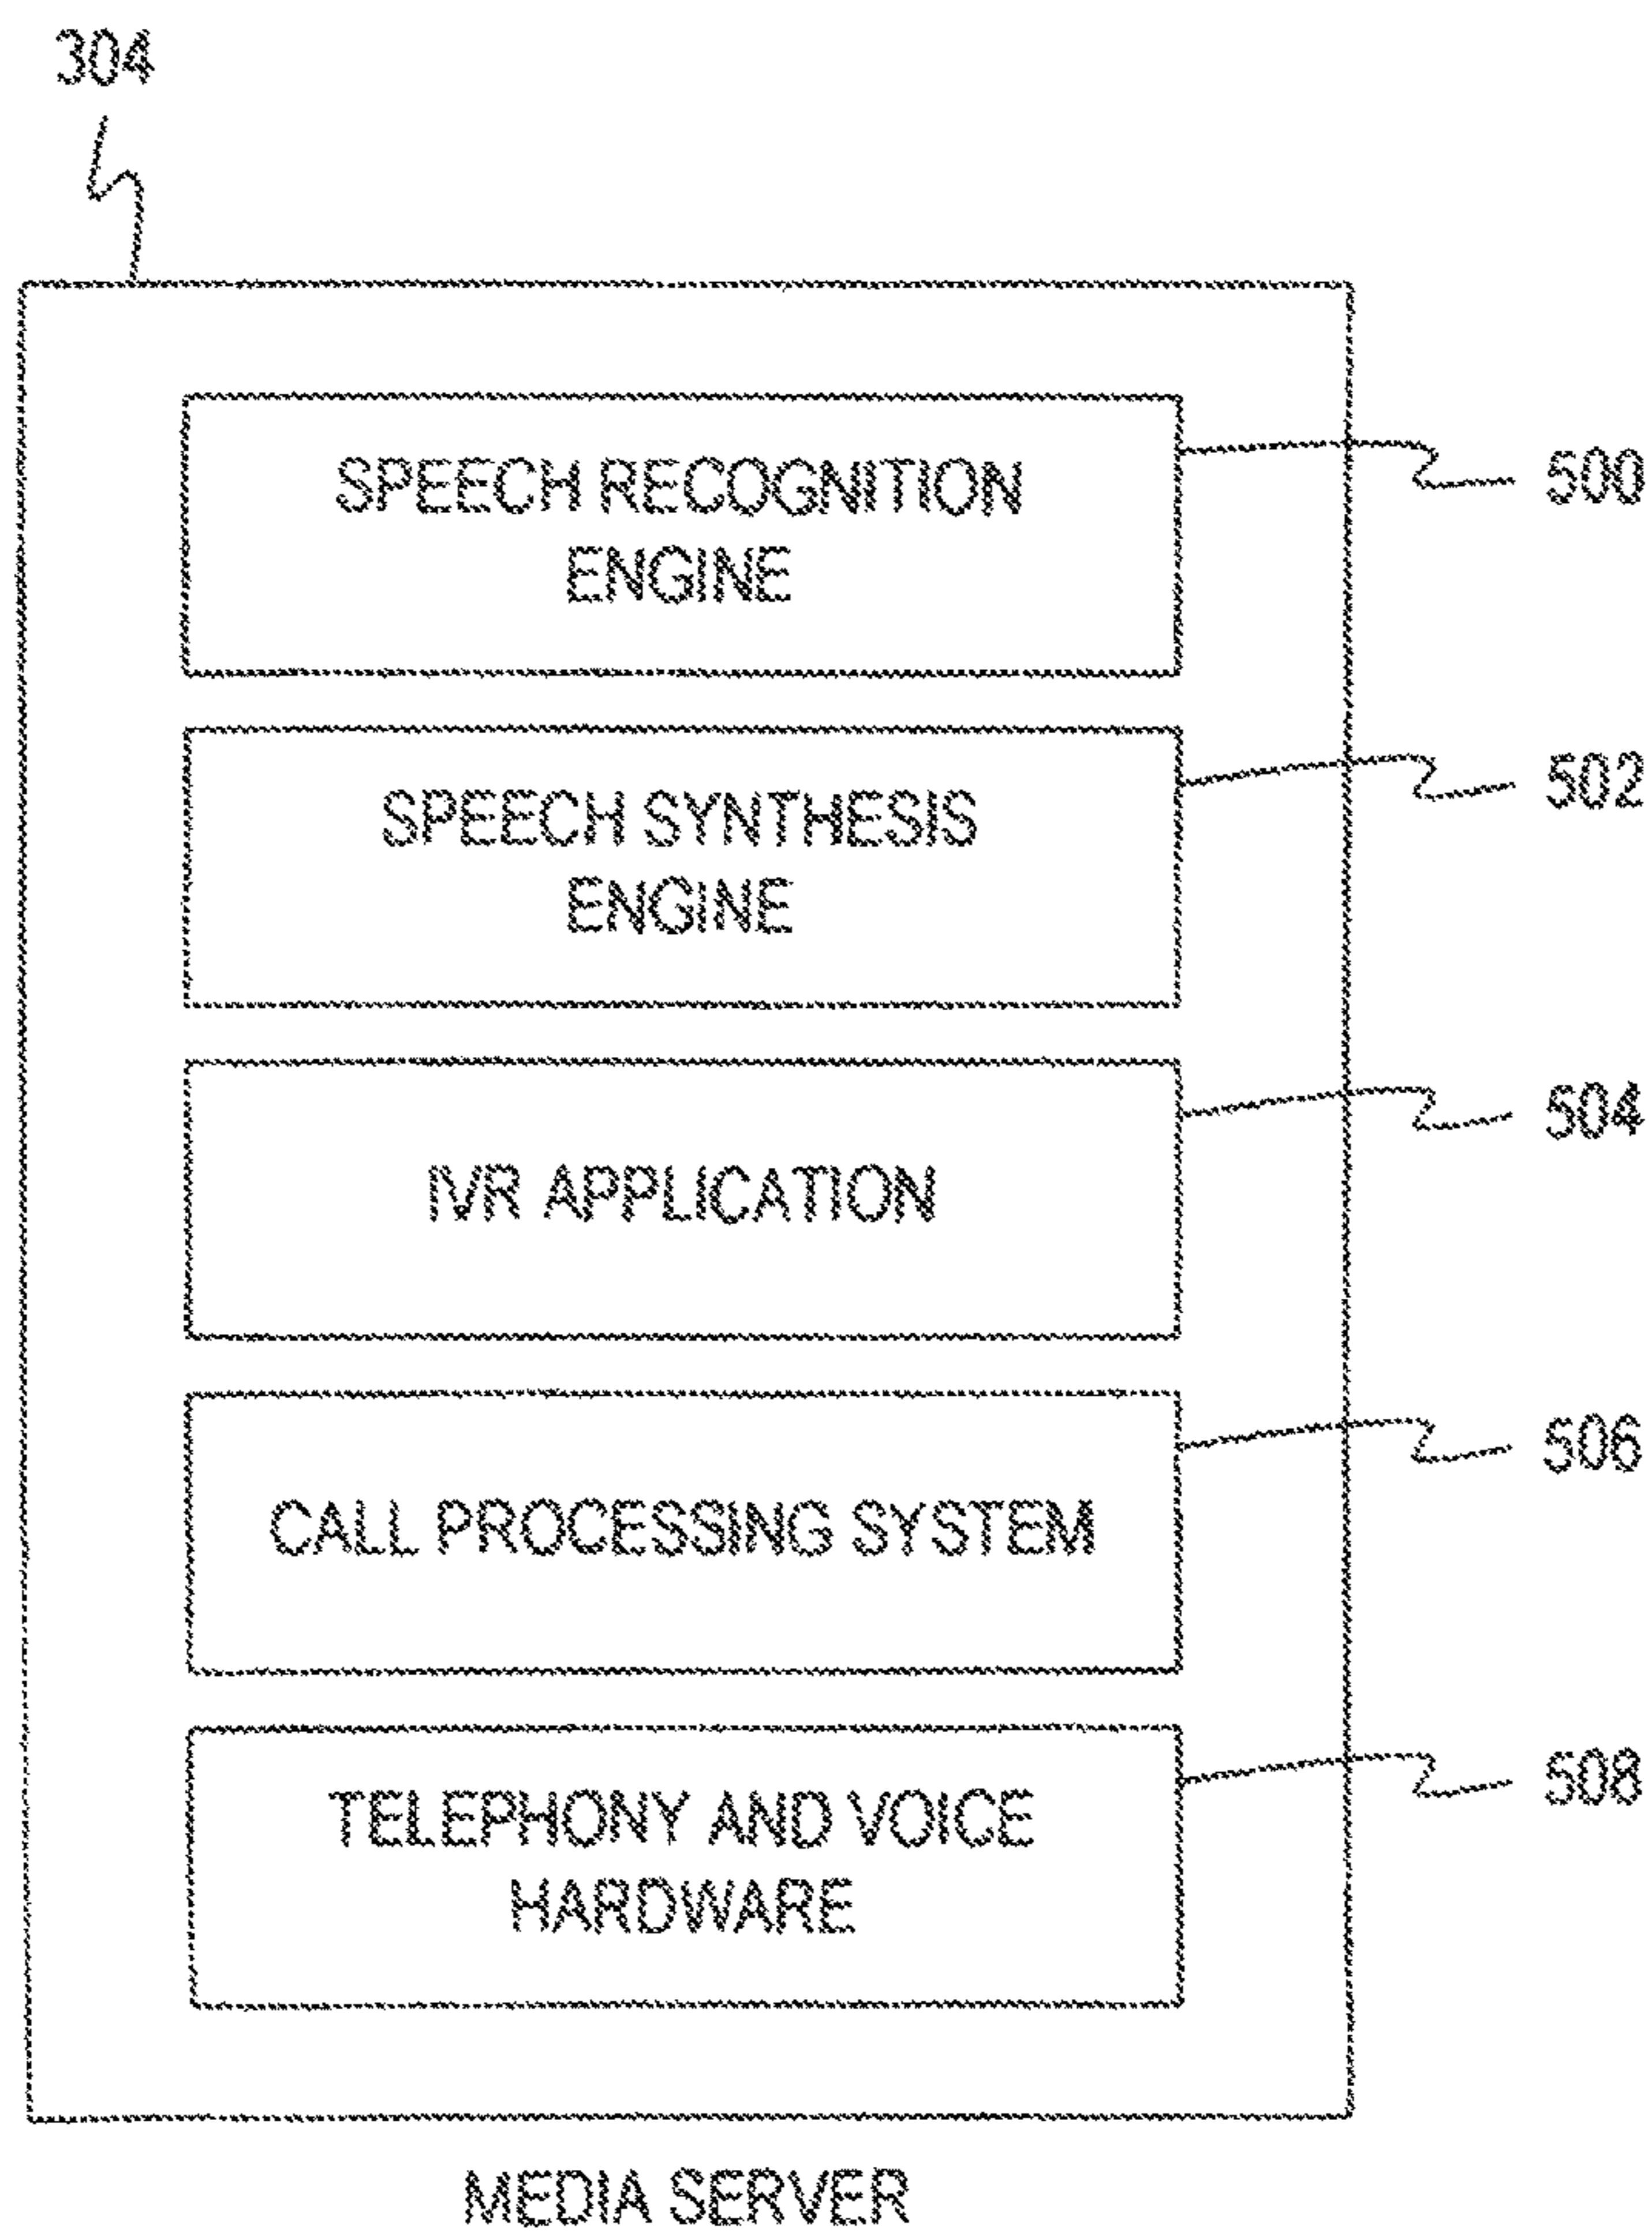 304
SPEECH RECOGNITION
ENGINE
500
SPEECH SYNTHESIS
ENGINE
502
IVR APPLICATION
504
CALL PROCESSING SYSTEM
506
TELEPHONY AND VOICE
HARDWARE
508
MEDIA SERVER